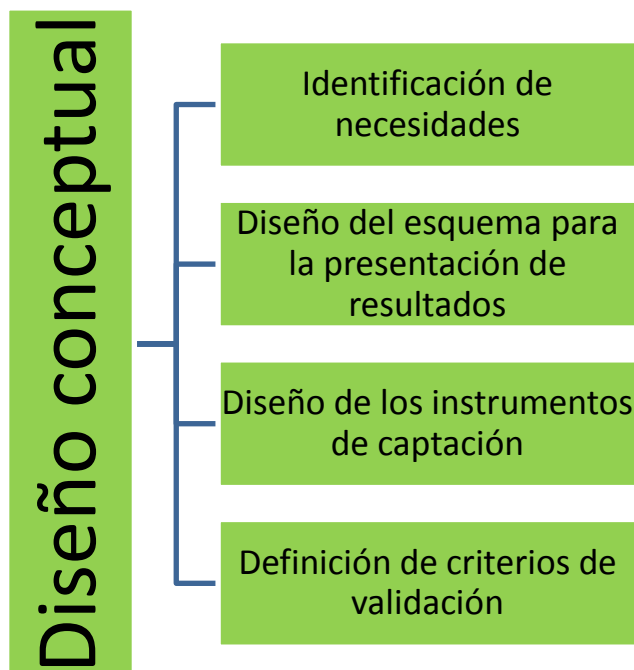 Diseño conceptual
Identificación de
necesidades
Diseño del esquema para
la presentación de
resultados
Diseño de los instrumentos
de captación
Definición de criterios de
validación